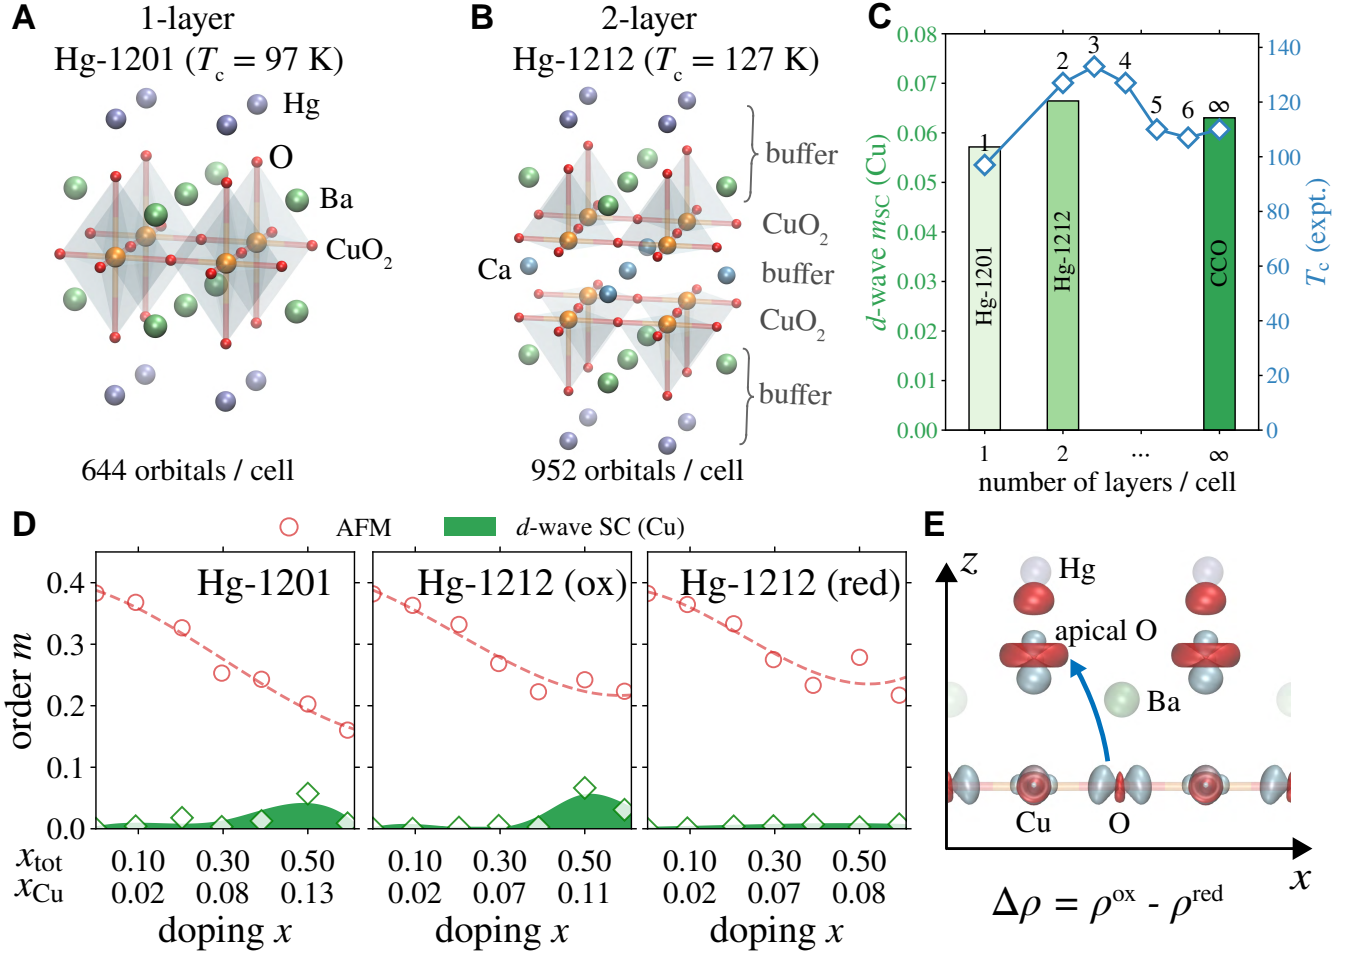 A
1-layer
Hg-1201 (Tc = 97 K)
Hg
O
Ba
CuO2
644 orbitals / cell
B
2-layer
Hg-1212 (Tc = 127 K)
buffer
CuO2
Ca
buffer
CuO2
buffer
952 orbitals / cell
C
d-wave mSC (Cu)
0.08
0.07
0.06
0.05
0.04
0.03
0.02
0.01
0.00
1
2
3
4
5
6
∞
Hg-1201
Hg-1212
CCO
140
120
100
80
60
40
20
0
Tc (expt.)
1 2 ... ∞
number of layers / cell
D
AFM
d-wave SC (Cu)
order m
0.4
0.3
0.2
0.1
0.0
Hg-1201
Hg-1212 (ox)
Hg-1212 (red)
xtot 0.10 0.30 0.50 0.10 0.30 0.50 0.10 0.30 0.50
xCu 0.02 0.08 0.13 0.02 0.07 0.11 0.02 0.07 0.08
doping x
doping x
doping x
E
z
Hg
apical O
Ba
Cu
O
x
Δρ = ρox - ρred